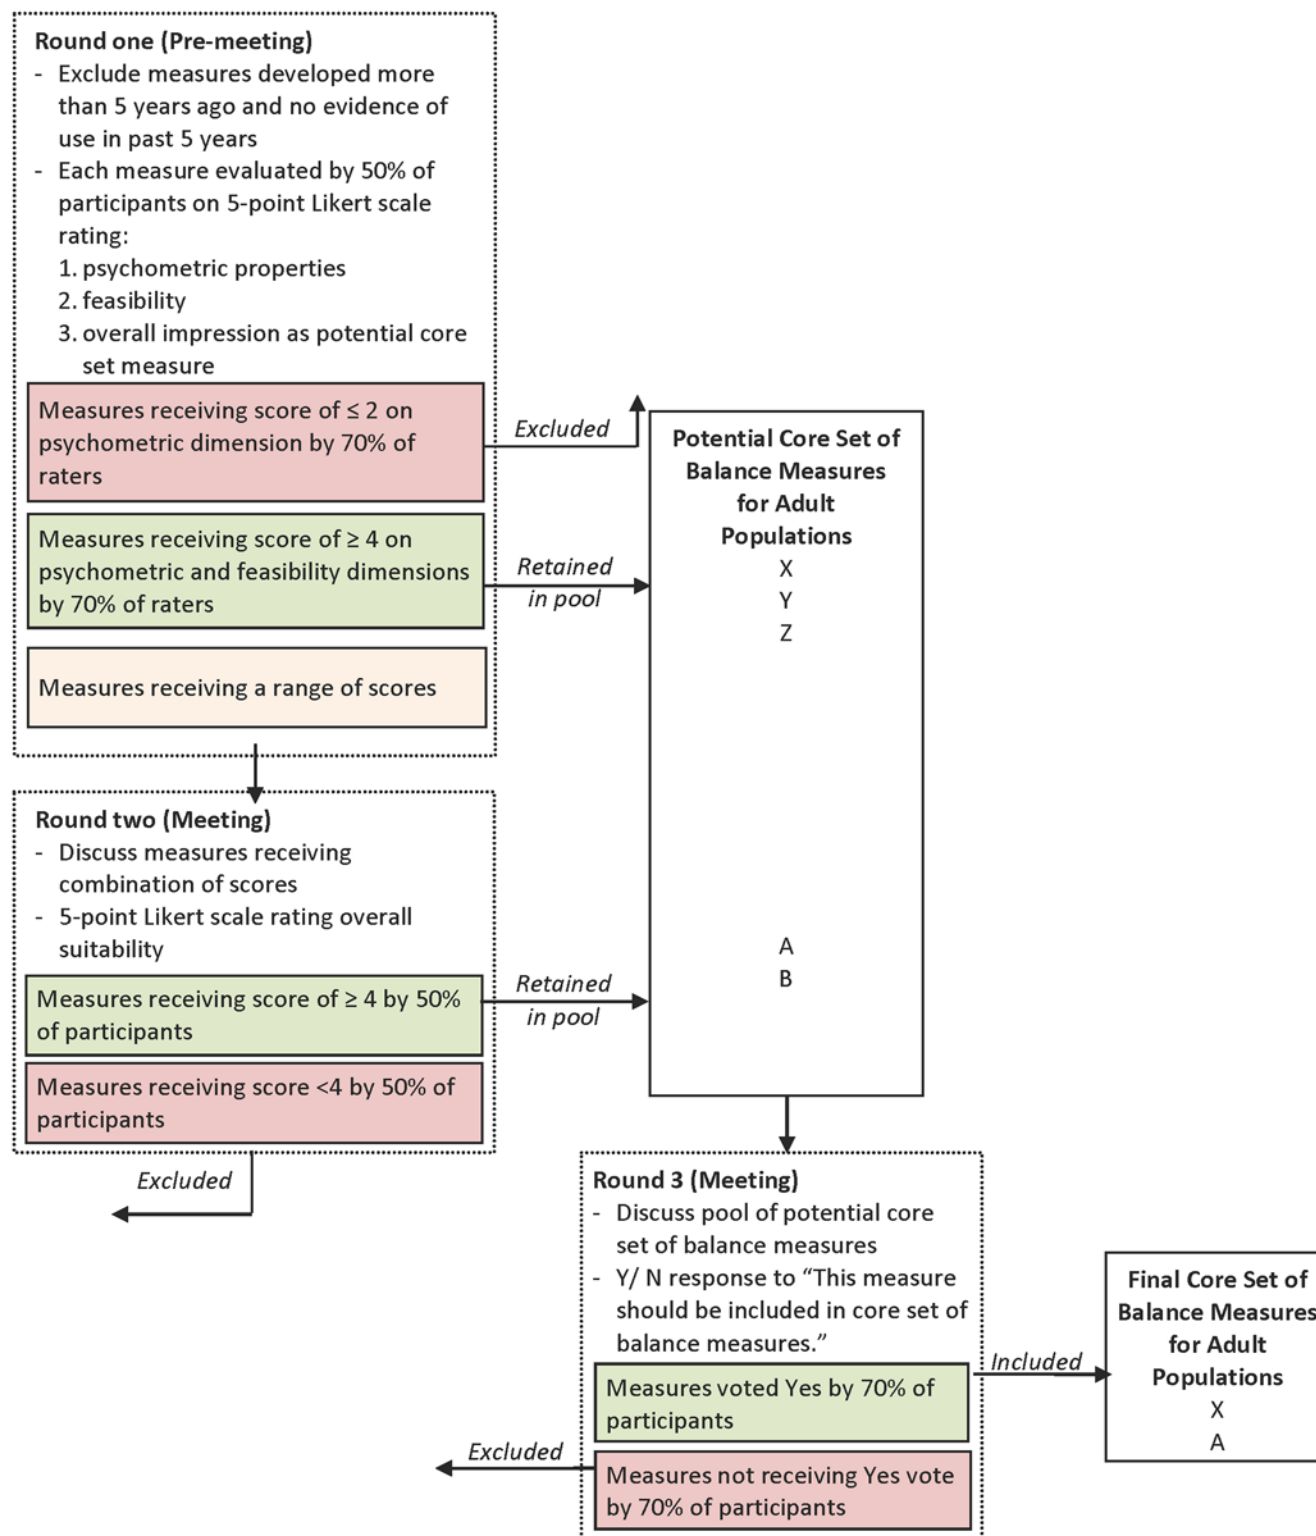 Round one (Pre-meeting)
- Exclude measures developed more
than 5 years ago and no evidence of
use in past 5 years
- Each measure evaluated by 50% of
participants on 5-point Likert scale
rating:
1. psychometric properties
2. feasibility
3. overall impression as potential core
set measure
Measures receiving score of ≤ 2 on
psychometric dimension by 70% of
raters
Excluded
Measures receiving score of ≥ 4 on
psychometric and feasibility dimensions
by 70% of raters
Retained
in pool
Measures receiving a range of scores
Potential Core Set of
Balance Measures
for Adult
Populations
X
Y
Z
A
B
Round two (Meeting)
- Discuss measures receiving
combination of scores
- 5-point Likert scale rating overall
suitability
Measures receiving score of ≥ 4 by 50%
of participants
Retained
in pool
Measures receiving score <4 by 50% of
participants
Excluded
Round 3 (Meeting)
- Discuss pool of potential core
set of balance measures
- Y/ N response to “This measure
should be included in core set of
balance measures.”
Measures voted Yes by 70% of
participants
Included
Measures not receiving Yes vote
by 70% of participants
Excluded
Final Core Set of
Balance Measures
for Adult
Populations
X
A